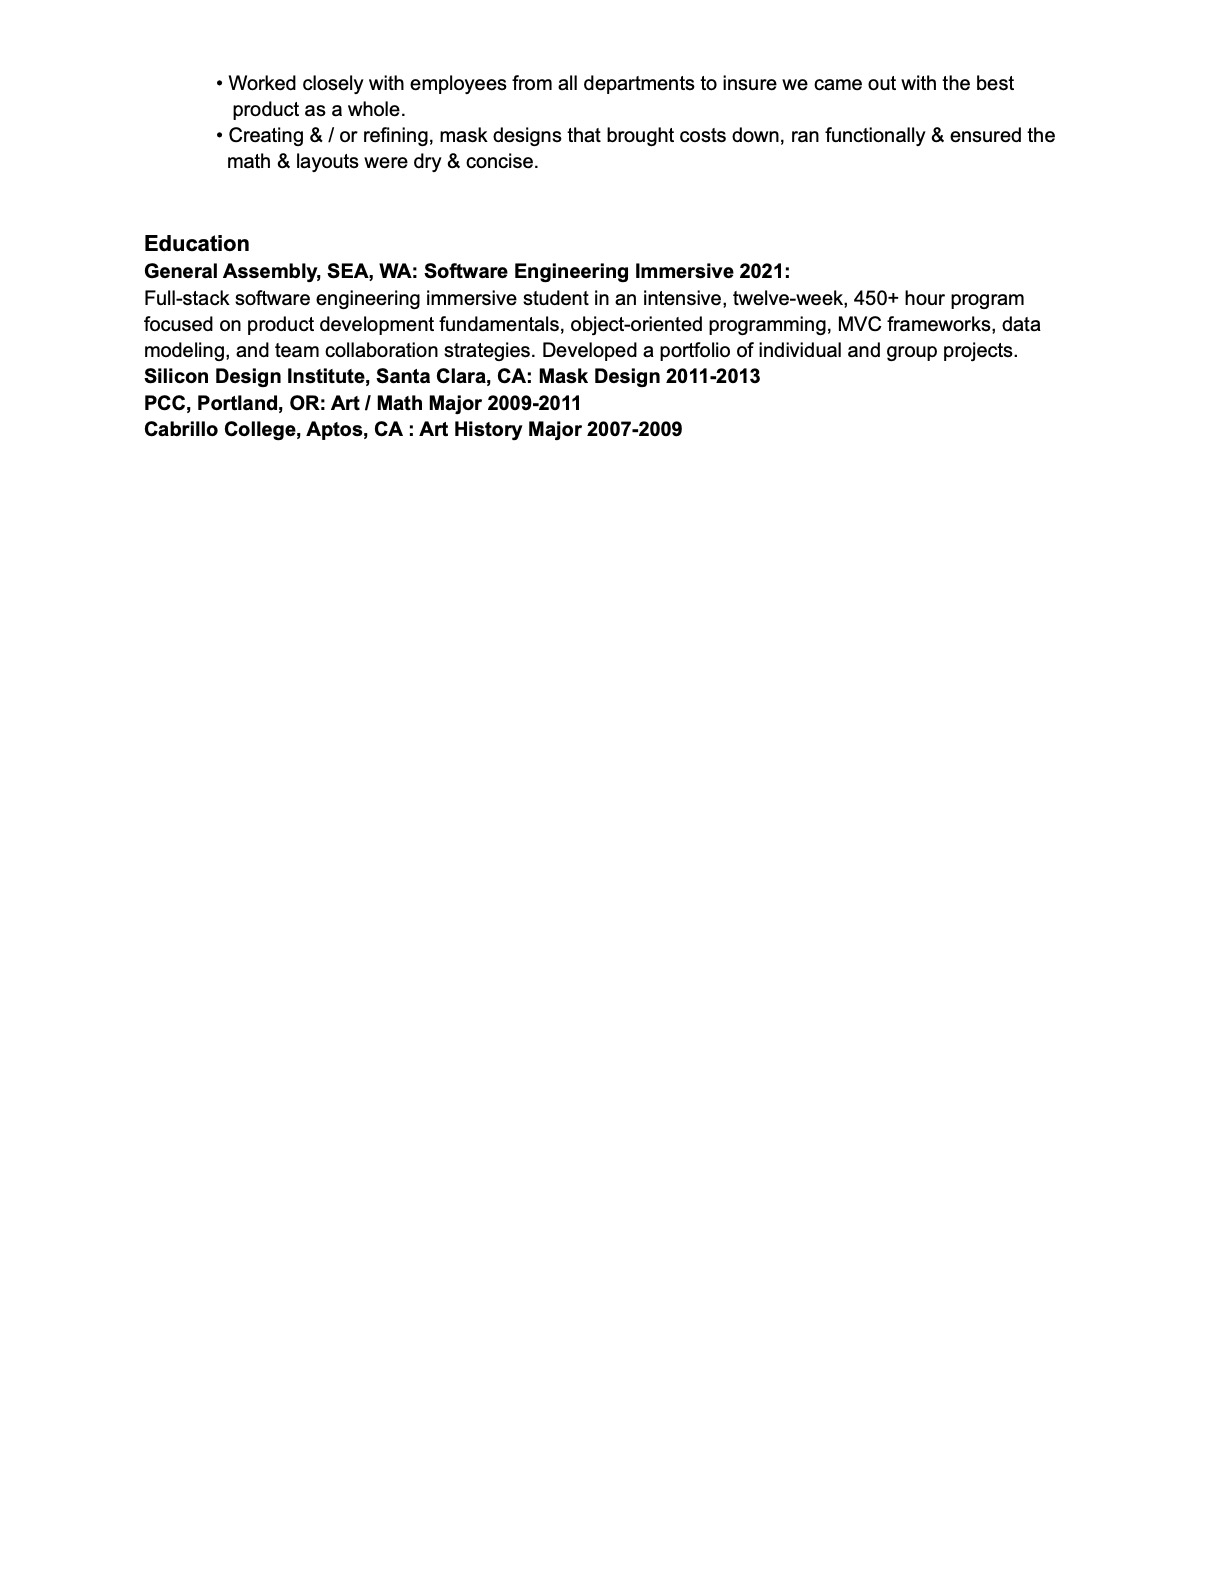 • Worked closely with employees from all departments to insure we came out with the best
product as a whole.
• Creating & / or refining, mask designs that brought costs down, ran functionally & ensured the
math & layouts were dry & concise.
Education
General Assembly, SEA, WA: Software Engineering Immersive 2021:
Full-stack software engineering immersive student in an intensive, twelve-week, 450+ hour program
focused on product development fundamentals, object-oriented programming, MVC frameworks, data
modeling, and team collaboration strategies. Developed a portfolio of individual and group projects.
Silicon Design Institute, Santa Clara, CA: Mask Design 2011-2013
PCC, Portland, OR: Art / Math Major 2009-2011
Cabrillo College, Aptos, CA : Art History Major 2007-2009